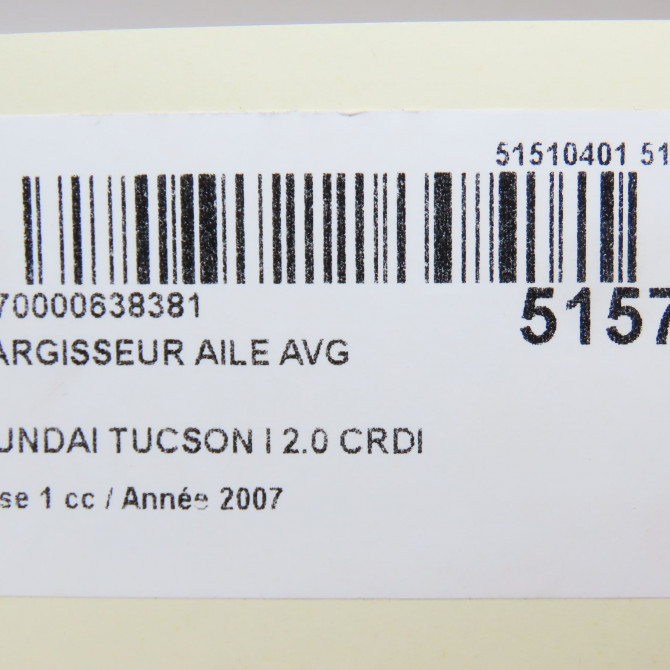 51510401 51
70000638381
5157
ARGISSEUR AILE AVG
UNDAI TUCSON I 2.0 CRDI
se 1 cc / Année 2007